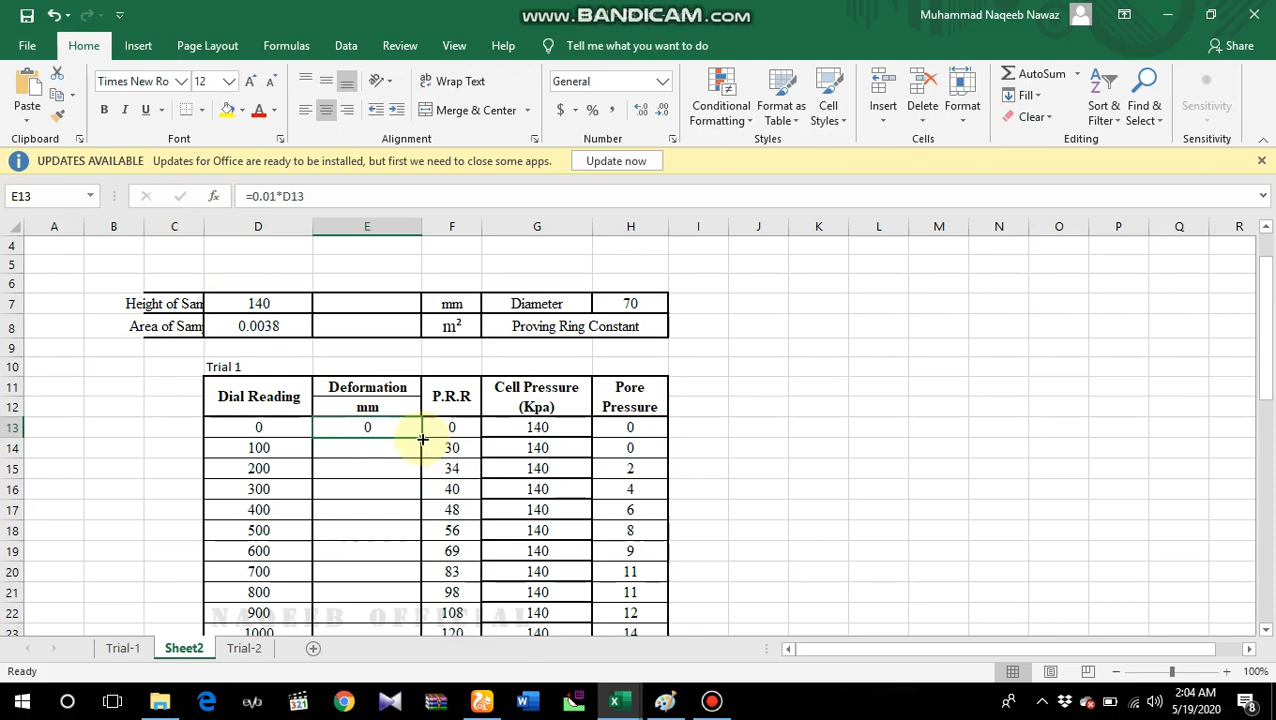 www.BANDICAM.com
Muhammad Naqeeb Nawaz
File Home Insert Page Layout Formulas Data Review View Help Tell me what you want to do Share
Times New Ro 12 Wrap Text General AutoSum
Paste Conditional Formatting Format as Table Cell Styles Insert Delete Format Fill Sort & Filter Find & Select Sensitivity
B I U A Merge & Center $ % , Clear
Clipboard Font Alignment Number Styles Cells Editing Sensitivity
UPDATES AVAILABLE Updates for Office are ready to be installed, but first we need to close some apps. Update now
E13 fx =0.01*D13
A B C D E F G H I J K L M N O P Q R
4
5
6
7 Height of Sam 140 mm Diameter 70
8 Area of Samp 0.0038 m² Proving Ring Constant
9
10 Trial 1
11 Dial Reading Deformation P.R.R Cell Pressure Pore
12 mm (Kpa) Pressure
13 0 0 0 140 0
14 100 30 140 0
15 200 34 140 2
16 300 40 140 4
17 400 48 140 6
18 500 56 140 8
19 600 69 140 9
20 700 83 140 11
21 800 98 140 11
22 900 108 140 12
NAQEEB OFFICIAL
23 1000 120 140 14
Trial-1 Sheet2 Trial-2
Ready 100%
2:04 AM
5/19/2020
8